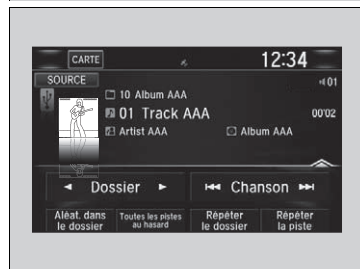 CARTE 12:34
SOURCE 01
10 Album AAA
01 Track AAA 00'02
Artist AAA Album AAA
Dossier Chanson
Aléat. dans le dossier
Toutes les pistes au hasard
Répéter le dossier
Répéter la piste